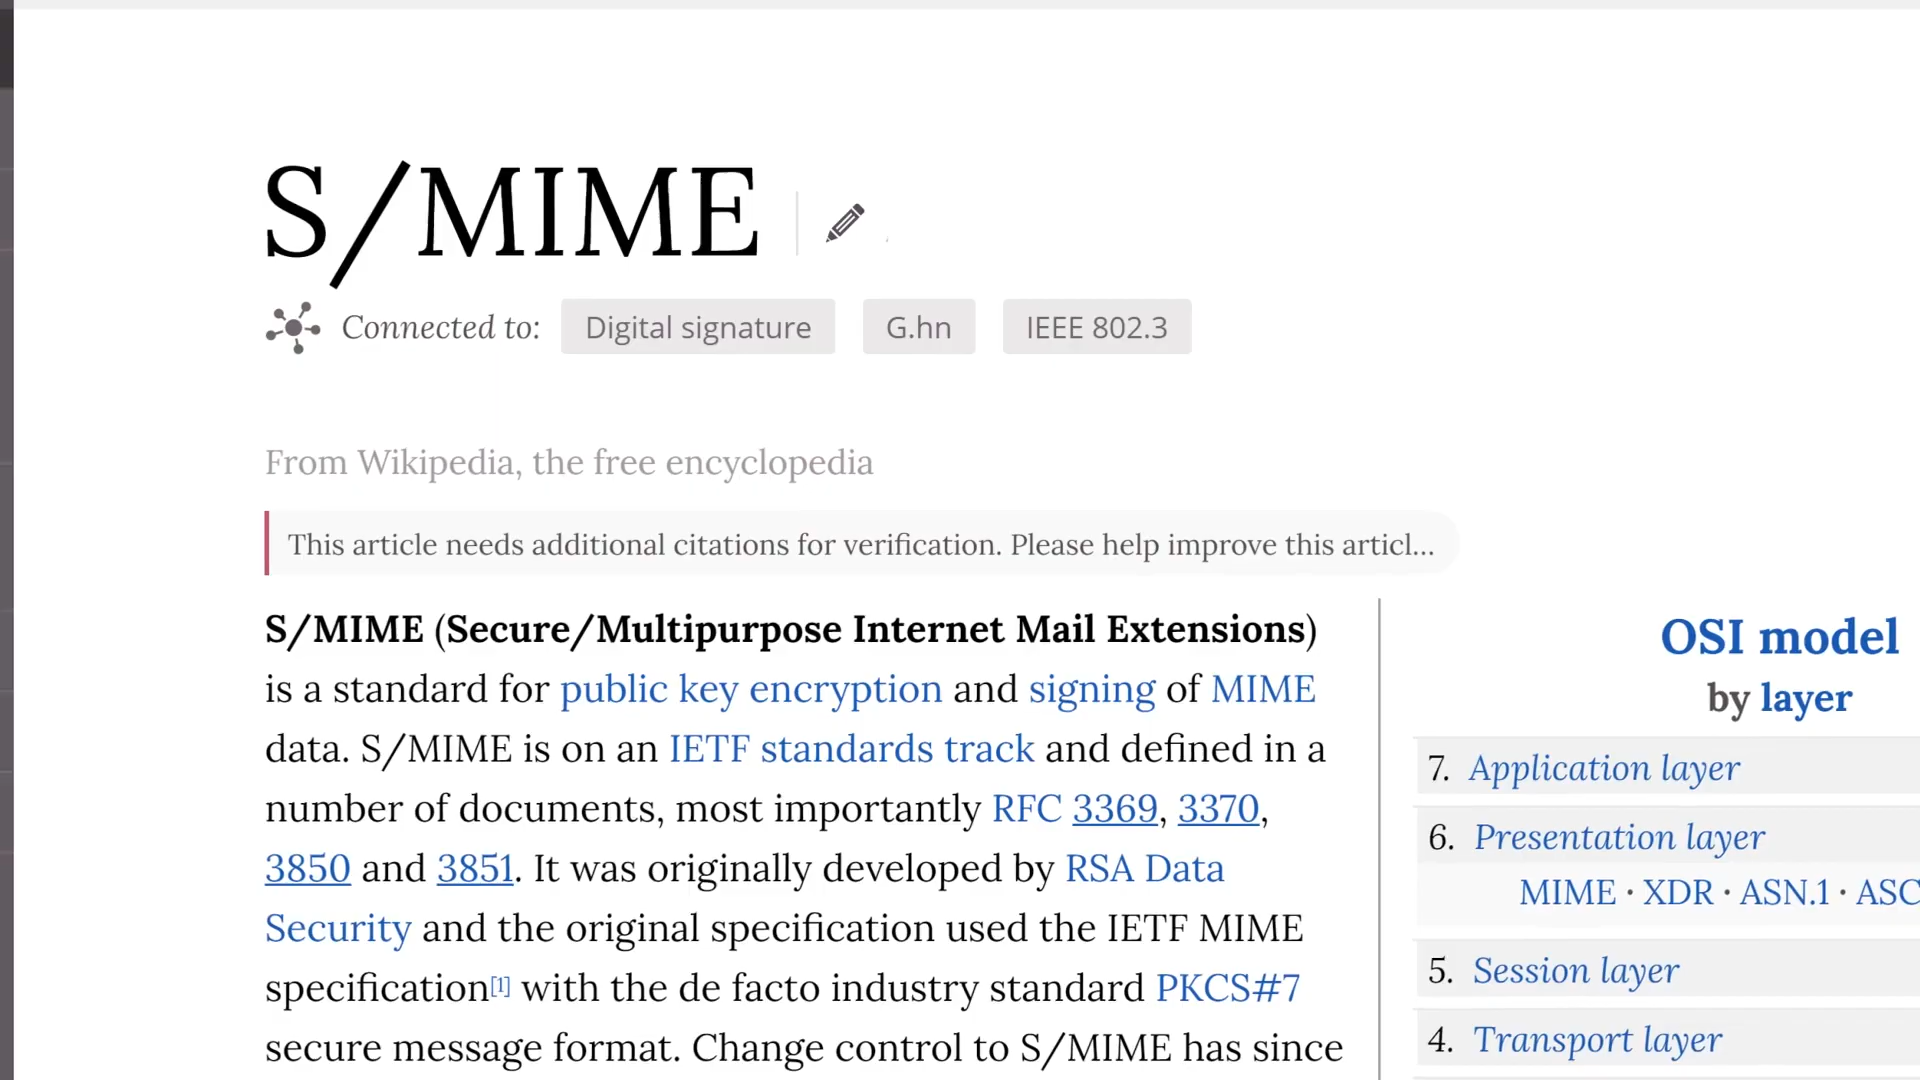 S/MIME
Connected to: Digital signature G.hn IEEE 802.3
From Wikipedia, the free encyclopedia
This article needs additional citations for verification. Please help improve this articl...
S/MIME (Secure/Multipurpose Internet Mail Extensions)
is a standard for public key encryption and signing of MIME
data. S/MIME is on an IETF standards track and defined in a
number of documents, most importantly RFC 3369, 3370,
3850 and 3851. It was originally developed by RSA Data
Security and the original specification used the IETF MIME
specification[1] with the de facto industry standard PKCS#7
secure message format. Change control to S/MIME has since
OSI model
by layer
7. Application layer
6. Presentation layer
MIME · XDR · ASN.1 · ASC
5. Session layer
4. Transport layer